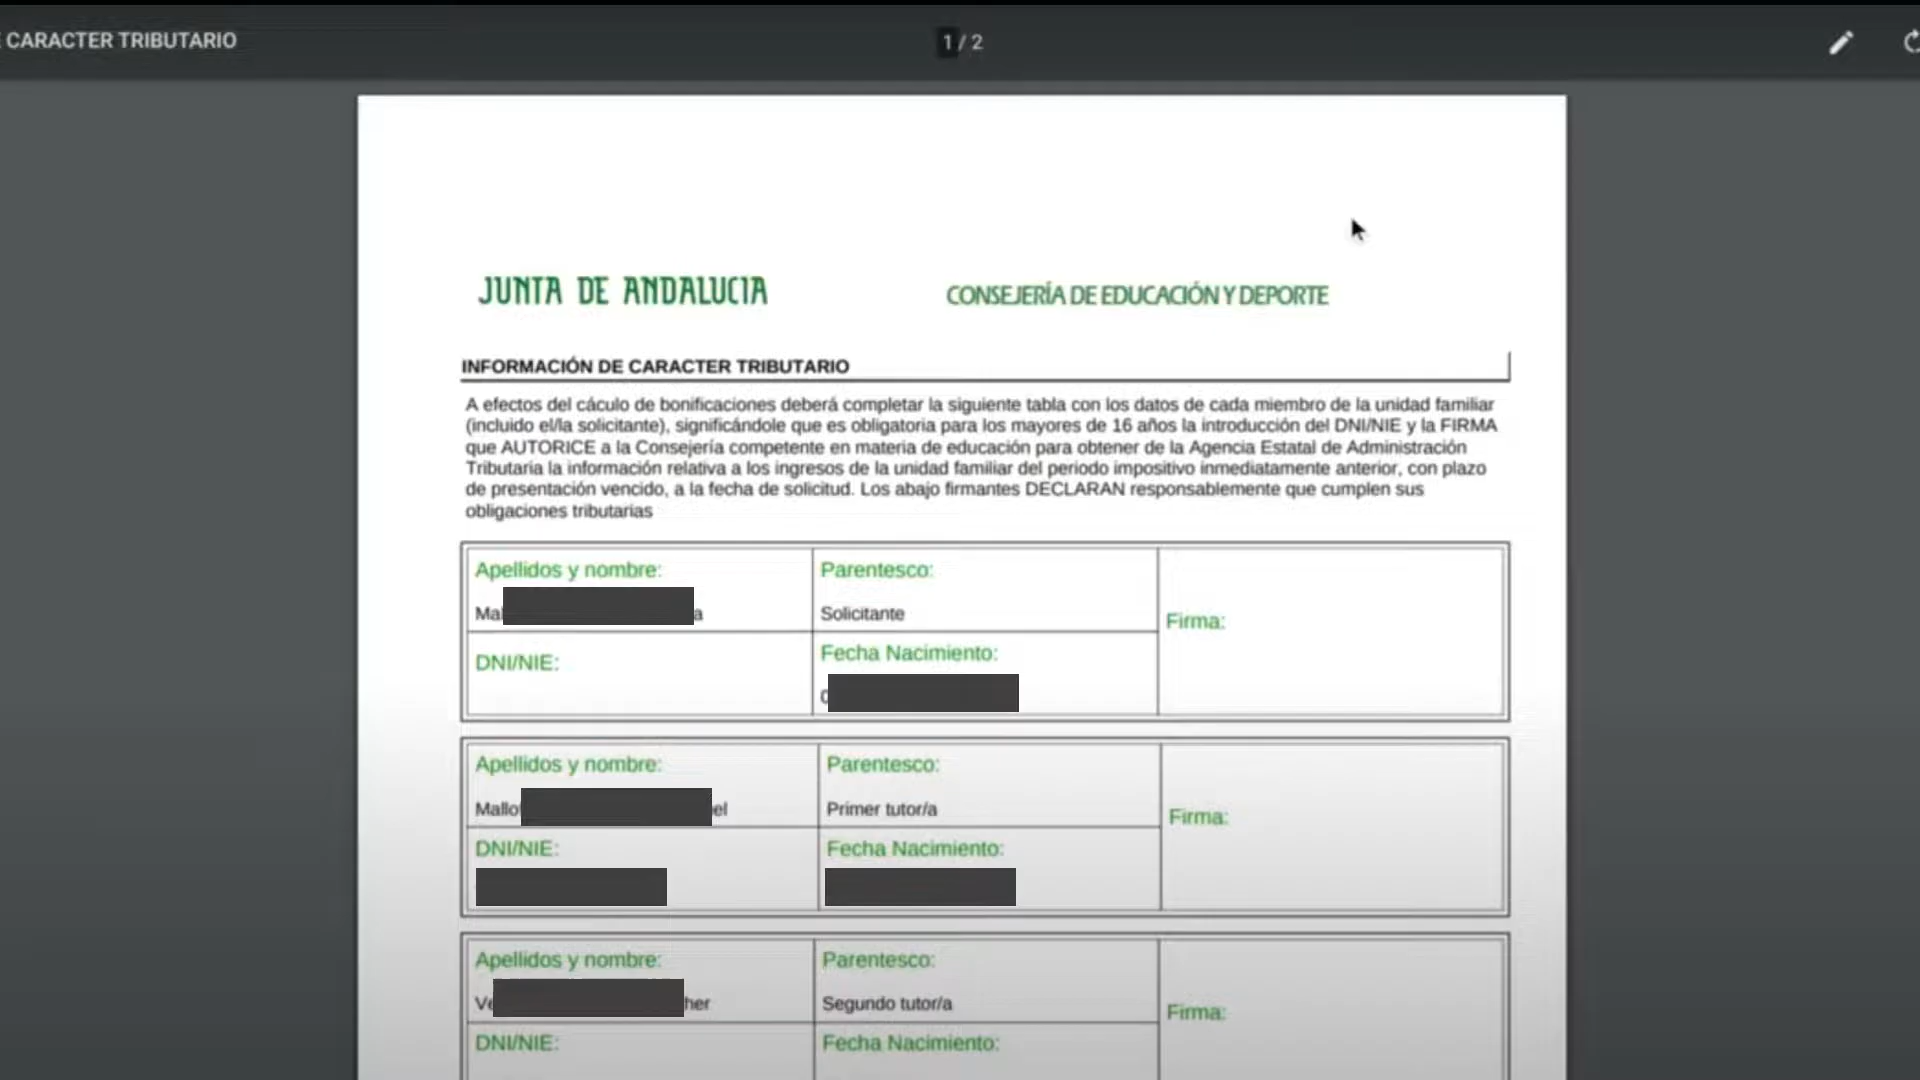 CARACTER TRIBUTARIO
1 / 2
JUNTA DE ANDALUCIA
CONSEJERÍA DE EDUCACIÓN Y DEPORTE
INFORMACIÓN DE CARACTER TRIBUTARIO
A efectos del cáculo de bonificaciones deberá completar la siguiente tabla con los datos de cada miembro de la unidad familiar
(incluido el/la solicitante), significándole que es obligatoria para los mayores de 16 años la introducción del DNI/NIE y la FIRMA
que AUTORICE a la Consejería competente en materia de educación para obtener de la Agencia Estatal de Administración
Tributaria la información relativa a los ingresos de la unidad familiar del periodo impositivo inmediatamente anterior, con plazo
de presentación vencido, a la fecha de solicitud. Los abajo firmantes DECLARAN responsablemente que cumplen sus
obligaciones tributarias
Apellidos y nombre:
Parentesco:
Solicitante
Firma:
DNI/NIE:
Fecha Nacimiento:
Apellidos y nombre:
Parentesco:
Primer tutor/a
Firma:
DNI/NIE:
Fecha Nacimiento:
Apellidos y nombre:
Parentesco:
Segundo tutor/a
Firma:
DNI/NIE:
Fecha Nacimiento: